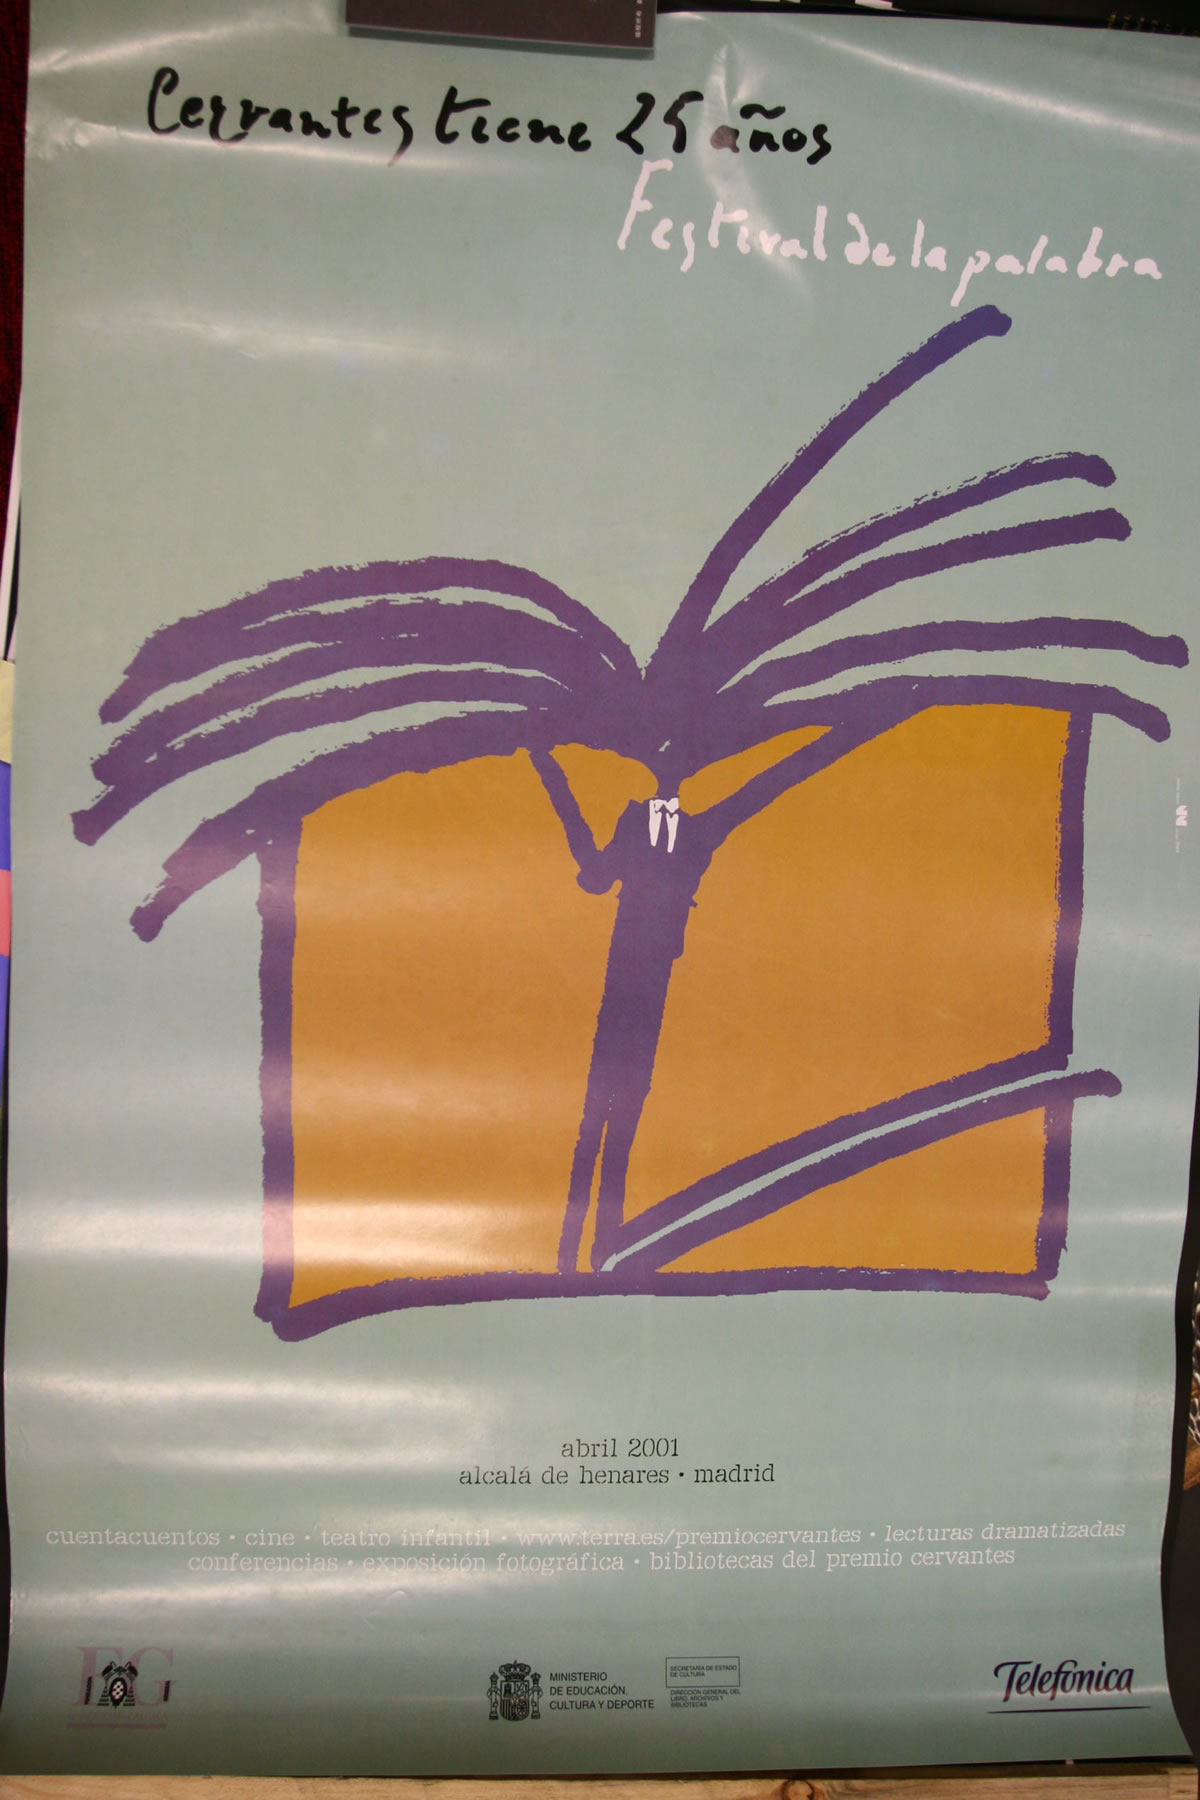 Cervantes tiene 25 años
Festival de la palabra
abril 2001
alcalá de henares • madrid
cuentacuentos • cine • teatro infantil • www.terra.es/premiocervantes • lecturas dramatizadas
conferencias • exposición fotográfica • bibliotecas del premio cervantes
FG
MINISTERIO
DE EDUCACIÓN,
CULTURA Y DEPORTE
SECRETARÍA DE ESTADO
DE CULTURA
DIRECCIÓN GENERAL DEL
LIBRO, ARCHIVOS Y
BIBLIOTECAS
Telefónica